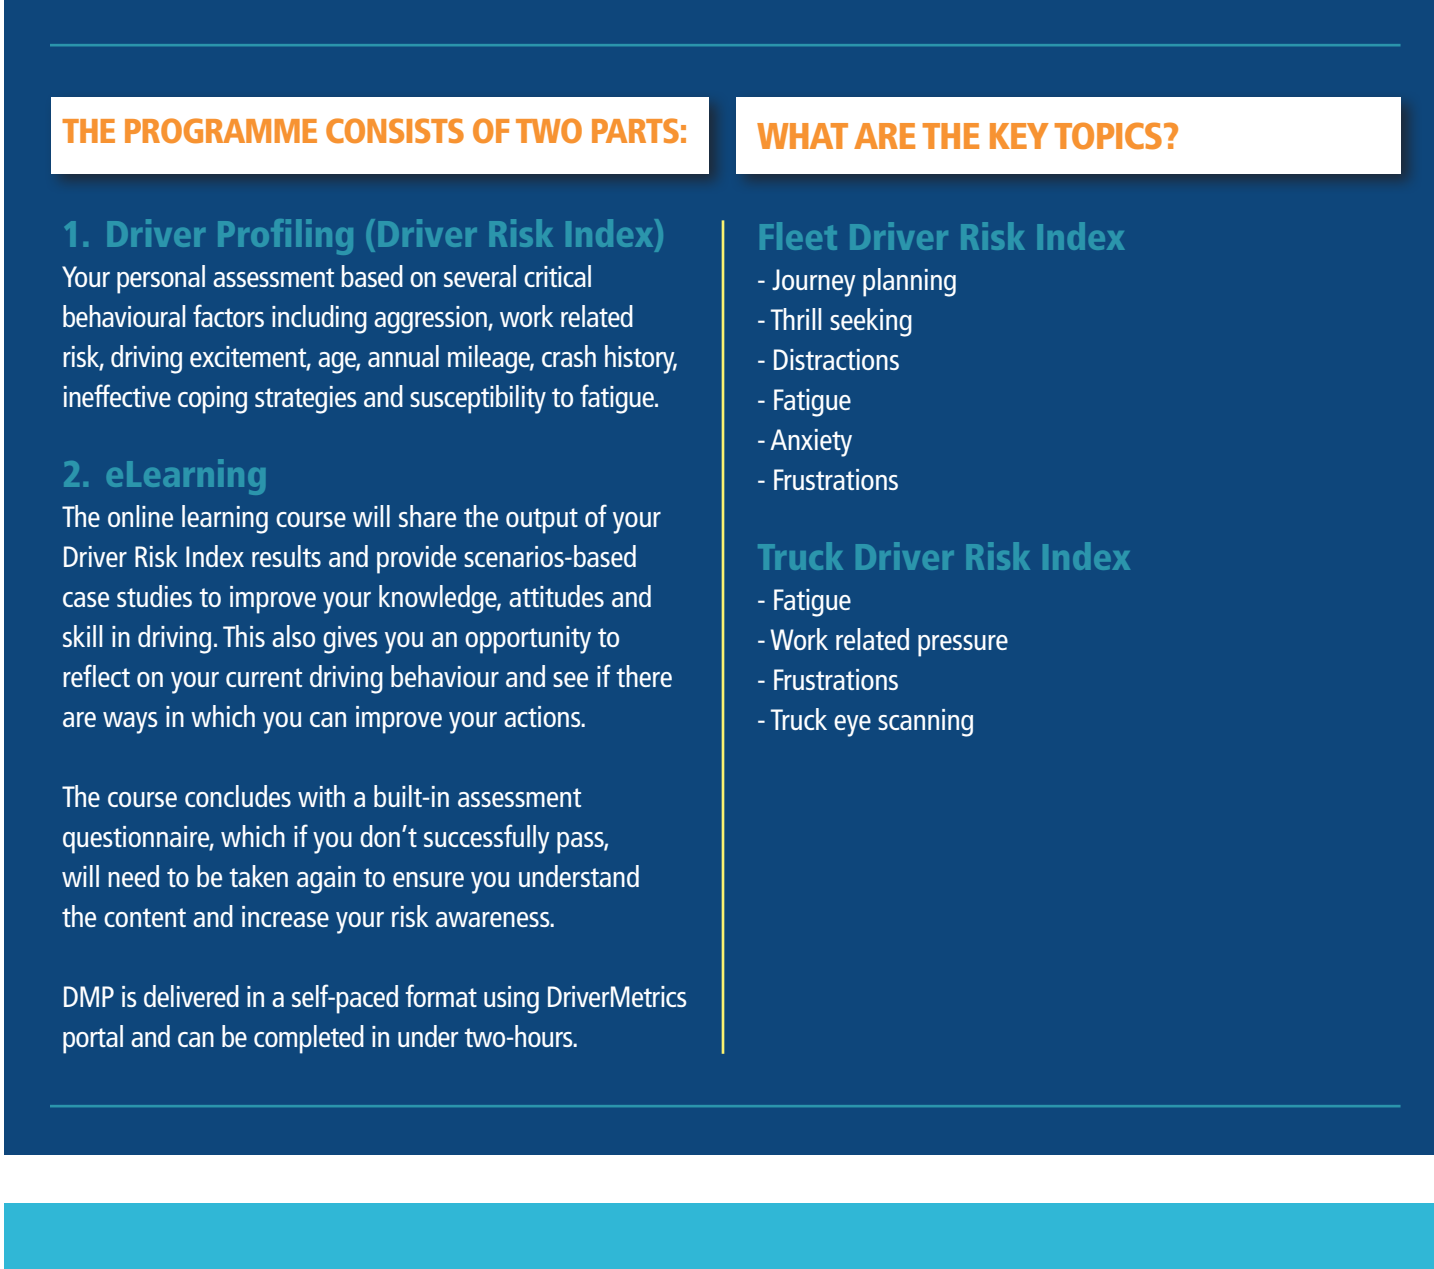 THE PROGRAMME CONSISTS OF TWO PARTS:
1. Driver Profiling (Driver Risk Index)
Your personal assessment based on several critical
behavioural factors including aggression, work related
risk, driving excitement, age, annual mileage, crash history,
ineffective coping strategies and susceptibility to fatigue.
2. eLearning
The online learning course will share the output of your
Driver Risk Index results and provide scenarios-based
case studies to improve your knowledge, attitudes and
skill in driving. This also gives you an opportunity to
reflect on your current driving behaviour and see if there
are ways in which you can improve your actions.
The course concludes with a built-in assessment
questionnaire, which if you don't successfully pass,
will need to be taken again to ensure you understand
the content and increase your risk awareness.
DMP is delivered in a self-paced format using DriverMetrics
portal and can be completed in under two-hours.
WHAT ARE THE KEY TOPICS?
Fleet Driver Risk Index
- Journey planning
- Thrill seeking
- Distractions
- Fatigue
- Anxiety
- Frustrations
Truck Driver Risk Index
- Fatigue
- Work related pressure
- Frustrations
- Truck eye scanning